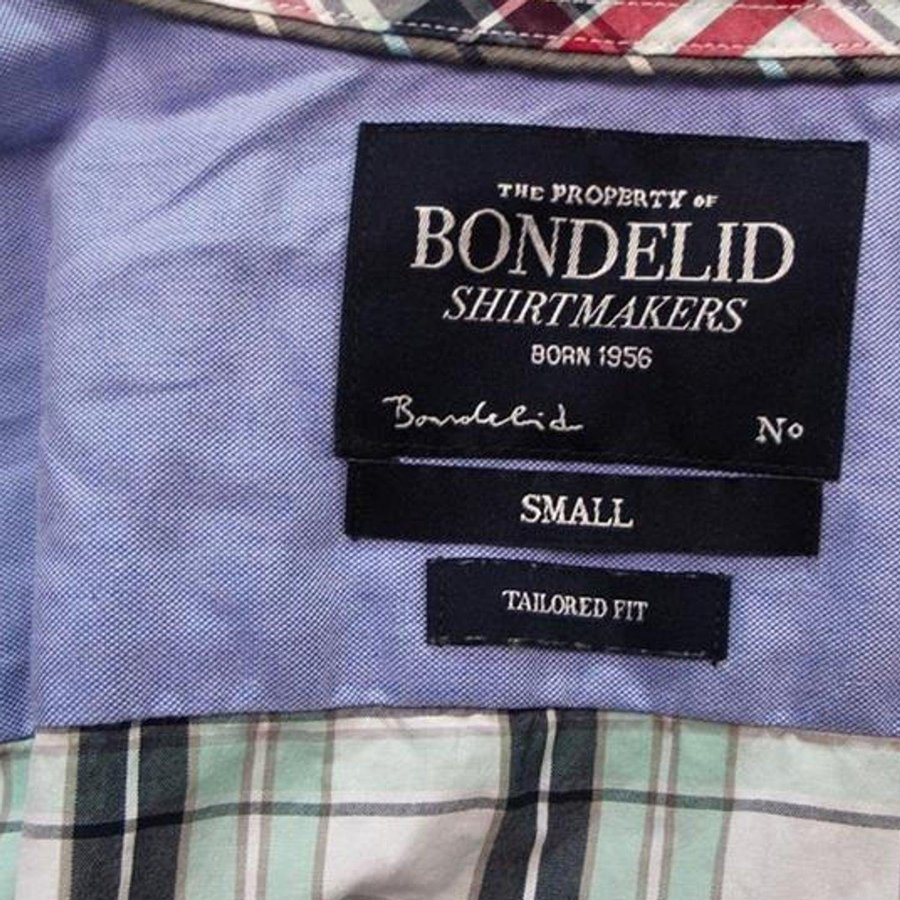 THE PROPERTY OF
BONDELID
SHIRTMAKERS
BORN 1956
Bondelid
Nº
SMALL
TAILORED FIT